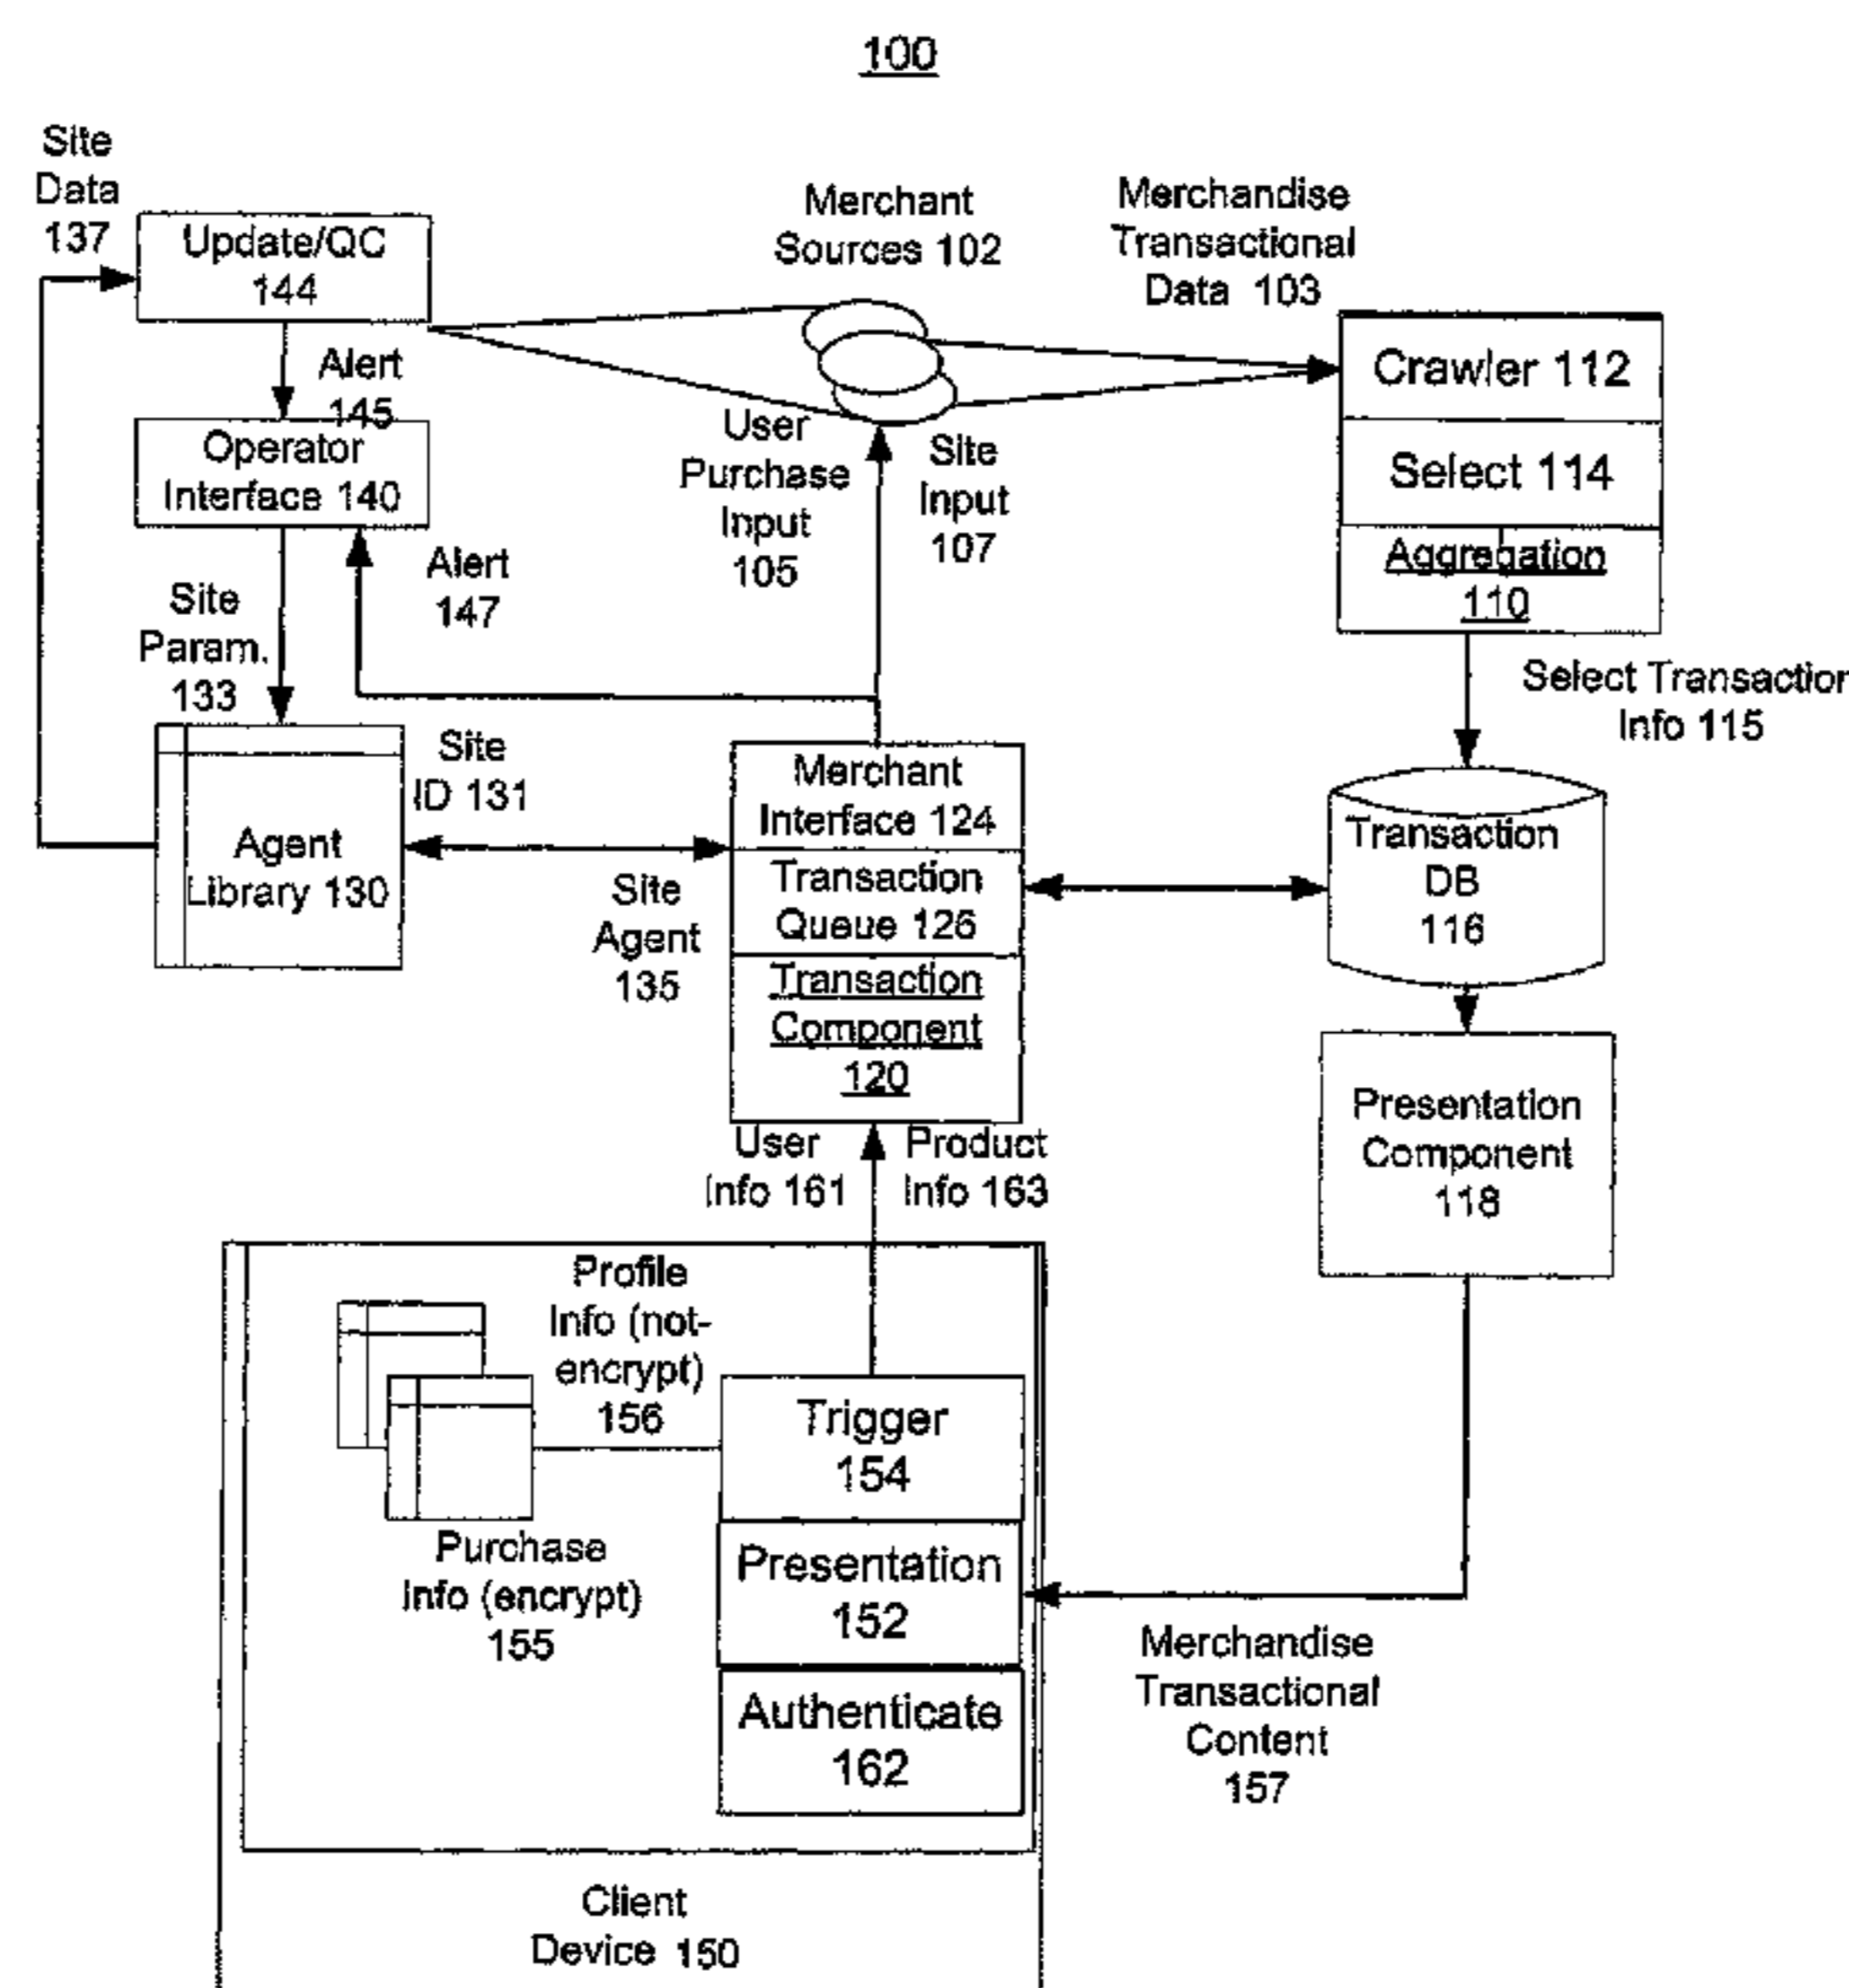 100
Site
Data
137
Update/QC
144
Merchant
Sources 102
Merchandise
Transactional
Data 103
Crawler 112
Select 114
Aggregation
110
Alert
145
Operator
Interface 140
User
Purchase
Input
105
Site
Input
107
Alert
147
Site
Param.
133
Select Transaction
Info 115
Site
ID 131
Agent
Library 130
Site
Agent
135
Merchant
Interface 124
Transaction
Queue 126
Transaction
Component
120
Transaction
DB
116
Presentation
Component
118
User
Info 161
Product
Info 163
Profile
Info (not-
encrypt)
156
Trigger
154
Purchase
Info (encrypt)
155
Presentation
152
Authenticate
162
Merchandise
Transactional
Content
157
Client
Device 150